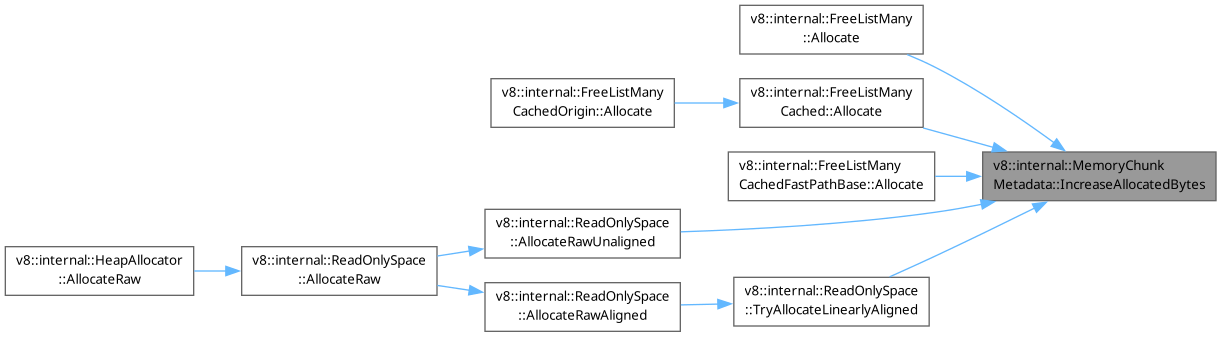 v8::internal::FreeListMany
::Allocate
v8::internal::FreeListMany
CachedOrigin::Allocate
v8::internal::FreeListMany
Cached::Allocate
v8::internal::FreeListMany
CachedFastPathBase::Allocate
v8::internal::MemoryChunk
Metadata::IncreaseAllocatedBytes
v8::internal::ReadOnlySpace
::AllocateRawUnaligned
v8::internal::HeapAllocator
::AllocateRaw
v8::internal::ReadOnlySpace
::AllocateRaw
v8::internal::ReadOnlySpace
::AllocateRawAligned
v8::internal::ReadOnlySpace
::TryAllocateLinearlyAligned